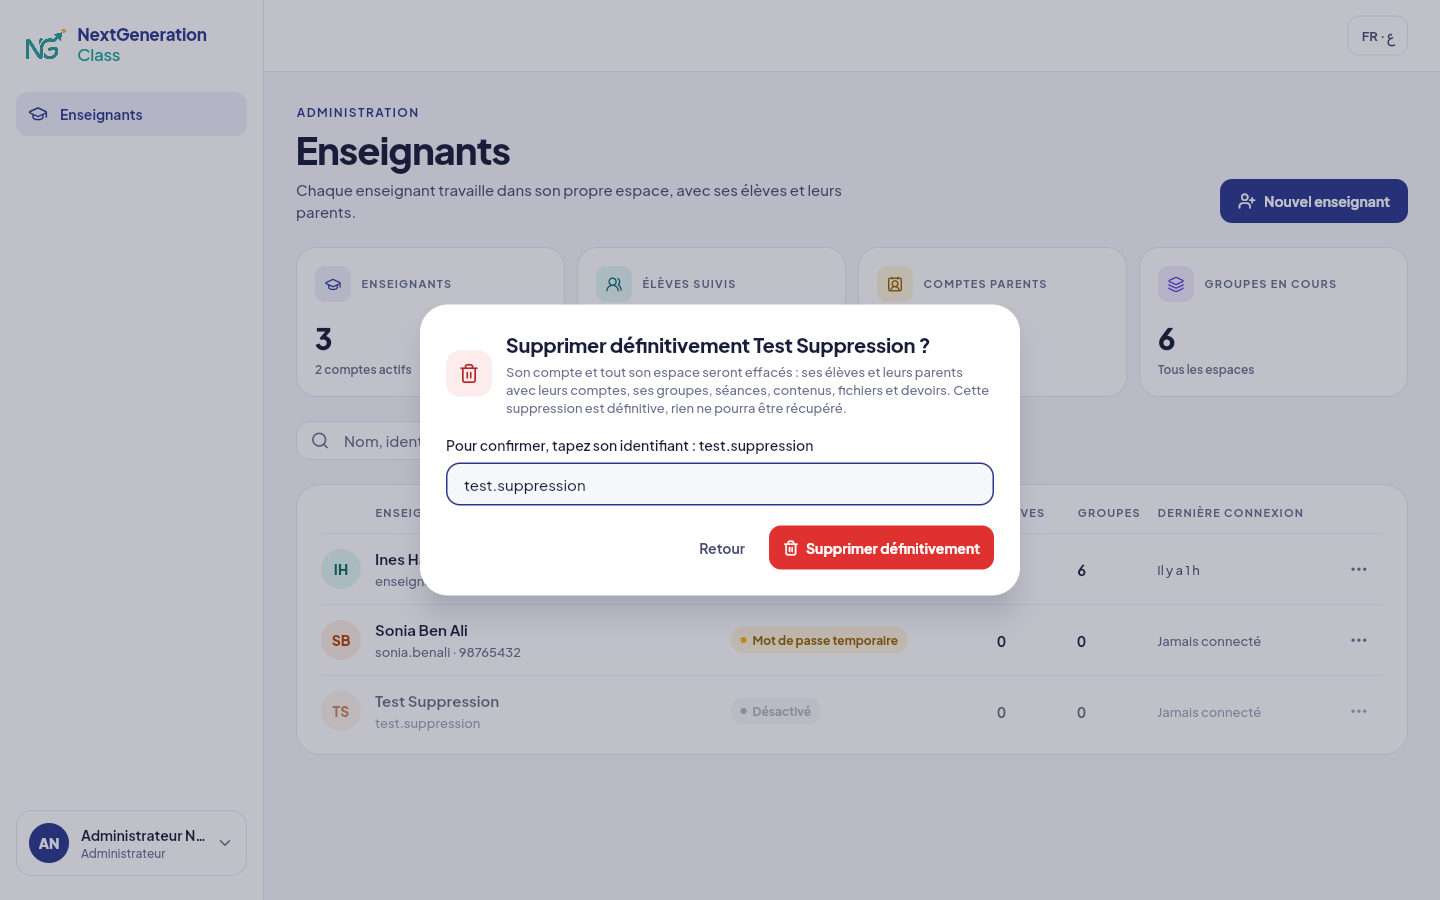 NextGeneration
Class
FR · ع
Enseignants
ADMINISTRATION
Enseignants
Chaque enseignant travaille dans son propre espace, avec ses élèves et leurs
parents.
Nouvel enseignant
ENSEIGNANTS
ÉLÈVES SUIVIS
COMPTES PARENTS
GROUPES EN COURS
3
6
2 comptes actifs
Tous les espaces
Supprimer définitivement Test Suppression ?
Son compte et tout son espace seront effacés : ses élèves et leurs parents
avec leurs comptes, ses groupes, séances, contenus, fichiers et devoirs. Cette
suppression est définitive, rien ne pourra être récupéré.
Pour confirmer, tapez son identifiant : test.suppression
test.suppression
Retour
Supprimer définitivement
Nom,
GROUPES
DERNIÈRE CONNEXION
IH
Ines
6
Il y a 1 h
SB
Sonia Ben Ali
sonia.benali · 98765432
Mot de passe temporaire
0
0
Jamais connecté
TS
Test Suppression
test.suppression
Désactivé
0
0
Jamais connecté
AN
Administrateur N...
Administrateur